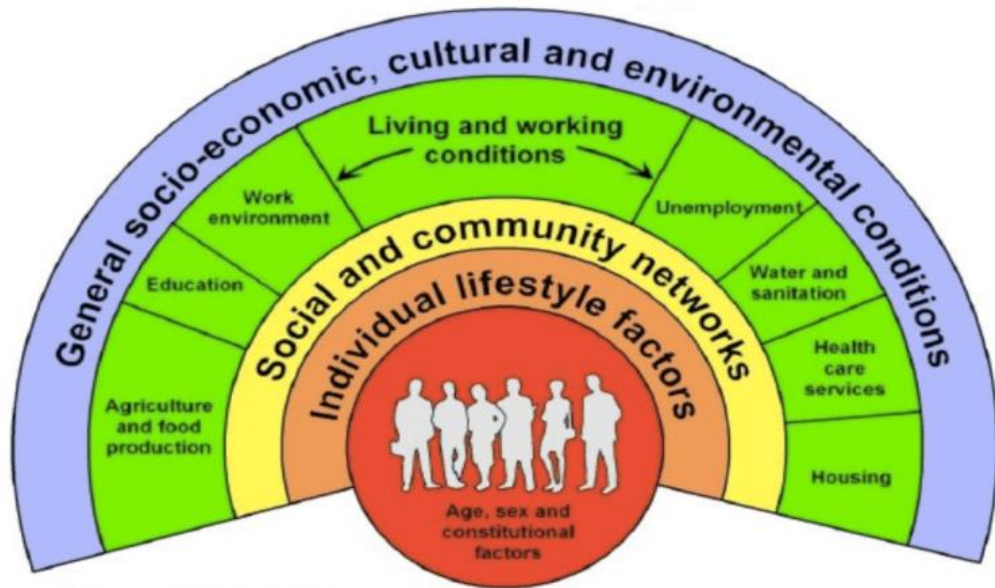 General socio-economic, cultural and environmental conditions
Living and working
conditions
Work
environment
Unemployment
Education
Water and
sanitation
Agriculture
and food
production
Health
care
services
Housing
Social and community networks
Individual lifestyle factors
Age, sex and
constitutional
factors